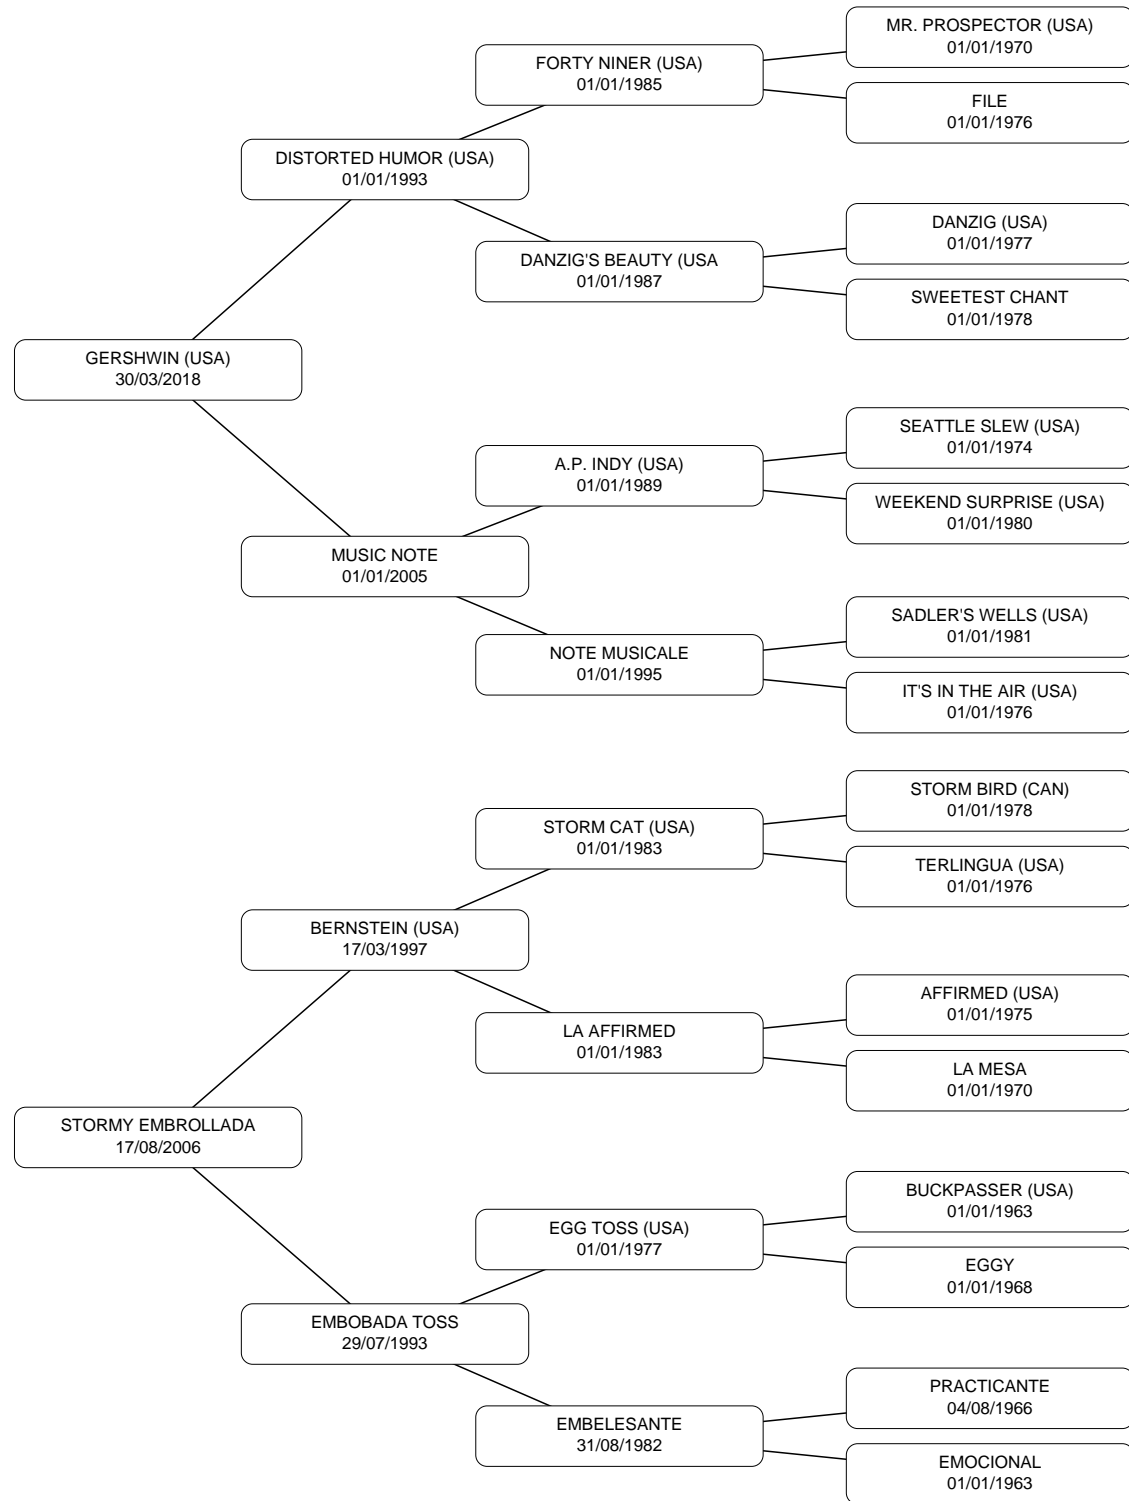 MR. PROSPECTOR (USA)
01/01/1970
FORTY NINER (USA)
01/01/1985
FILE
01/01/1976
DISTORTED HUMOR (USA)
01/01/1993
DANZIG (USA)
01/01/1977
DANZIG'S BEAUTY (USA
01/01/1987
SWEETEST CHANT
01/01/1978
GERSHWIN (USA)
30/03/2018
SEATTLE SLEW (USA)
01/01/1974
A.P. INDY (USA)
01/01/1989
WEEKEND SURPRISE (USA)
01/01/1980
MUSIC NOTE
01/01/2005
SADLER'S WELLS (USA)
01/01/1981
NOTE MUSICALE
01/01/1995
IT'S IN THE AIR (USA)
01/01/1976
STORM BIRD (CAN)
01/01/1978
STORM CAT (USA)
01/01/1983
TERLINGUA (USA)
01/01/1976
BERNSTEIN (USA)
17/03/1997
AFFIRMED (USA)
01/01/1975
LA AFFIRMED
01/01/1983
LA MESA
01/01/1970
STORMY EMBROLLADA
17/08/2006
BUCKPASSER (USA)
01/01/1963
EGG TOSS (USA)
01/01/1977
EGGY
01/01/1968
EMBOBADA TOSS
29/07/1993
PRACTICANTE
04/08/1966
EMBELESANTE
31/08/1982
EMOCIONAL
01/01/1963